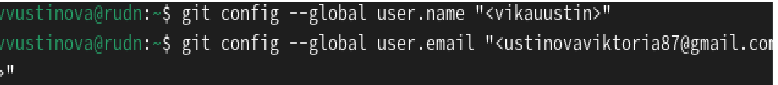 vvustinova@rudn:~$ git config --global user.name "<vikauustin>"
vvustinova@rudn:~$ git config --global user.email "<ustinovaviktoria87@gmail.com
>"